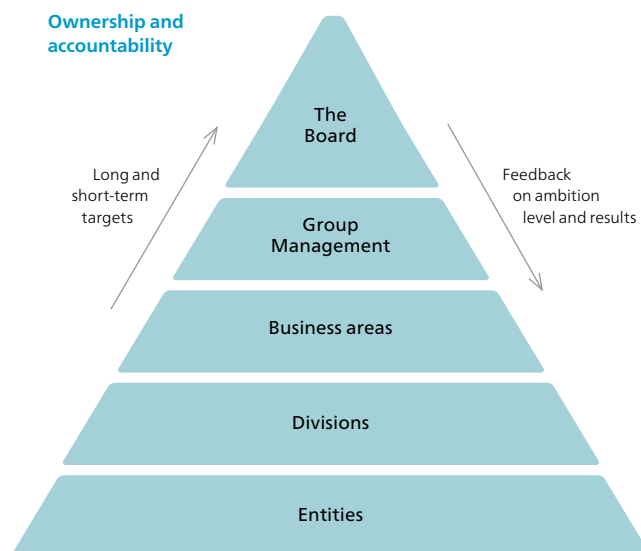 Ownership and
accountability
The
Board
Long and
short-term
targets
Feedback
on ambition
level and results
Group
Management
Business areas
Divisions
Entities